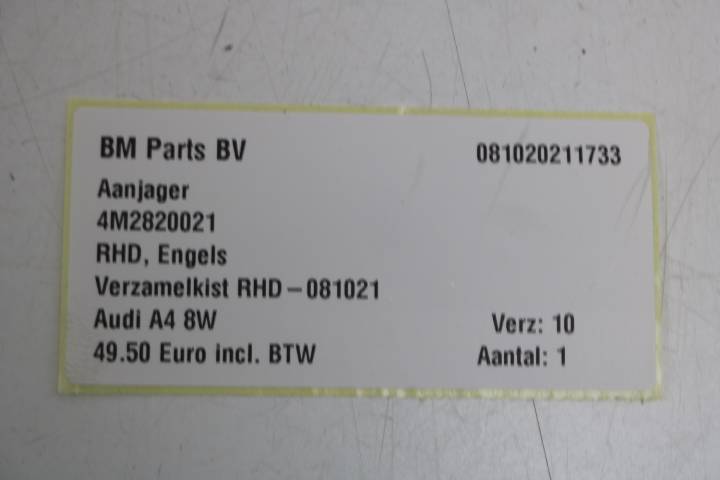 BM Parts BV 081020211733
Aanjager
4M2820021
RHD, Engels
Verzamelkist RHD-081021
Audi A4 8W Verz: 10
49.50 Euro incl. BTW Aantal: 1